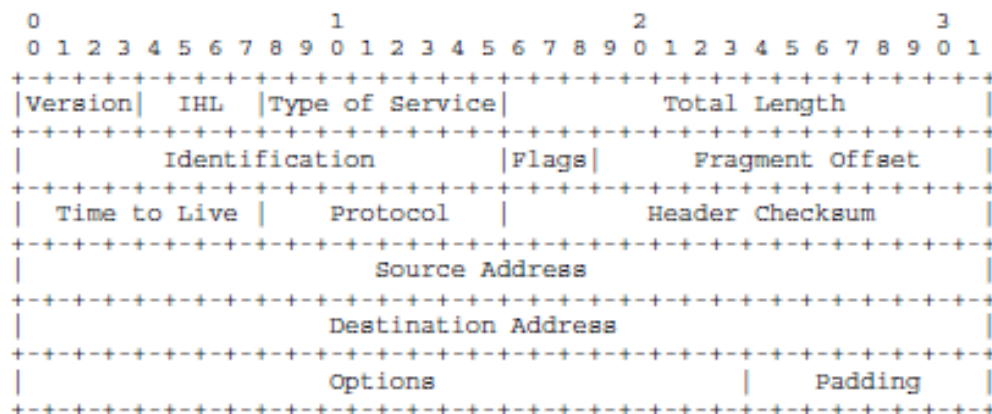 0                   1                   2                   3
0 1 2 3 4 5 6 7 8 9 0 1 2 3 4 5 6 7 8 9 0 1 2 3 4 5 6 7 8 9 0 1
+-+-+-+-+-+-+-+-+-+-+-+-+-+-+-+-+-+-+-+-+-+-+-+-+-+-+-+-+-+-+-+-
|Version|  IHL  |Type of Service|          Total Length         |
+-+-+-+-+-+-+-+-+-+-+-+-+-+-+-+-+-+-+-+-+-+-+-+-+-+-+-+-+-+-+-+-
|         Identification        |Flags|      Fragment Offset    |
+-+-+-+-+-+-+-+-+-+-+-+-+-+-+-+-+-+-+-+-+-+-+-+-+-+-+-+-+-+-+-+-
|  Time to Live |    Protocol   |         Header Checksum       |
+-+-+-+-+-+-+-+-+-+-+-+-+-+-+-+-+-+-+-+-+-+-+-+-+-+-+-+-+-+-+-+-
|                       Source Address                          |
+-+-+-+-+-+-+-+-+-+-+-+-+-+-+-+-+-+-+-+-+-+-+-+-+-+-+-+-+-+-+-+-
|                    Destination Address                        |
+-+-+-+-+-+-+-+-+-+-+-+-+-+-+-+-+-+-+-+-+-+-+-+-+-+-+-+-+-+-+-+-
|                    Options                    |    Padding    |
+-+-+-+-+-+-+-+-+-+-+-+-+-+-+-+-+-+-+-+-+-+-+-+-+-+-+-+-+-+-+-+-